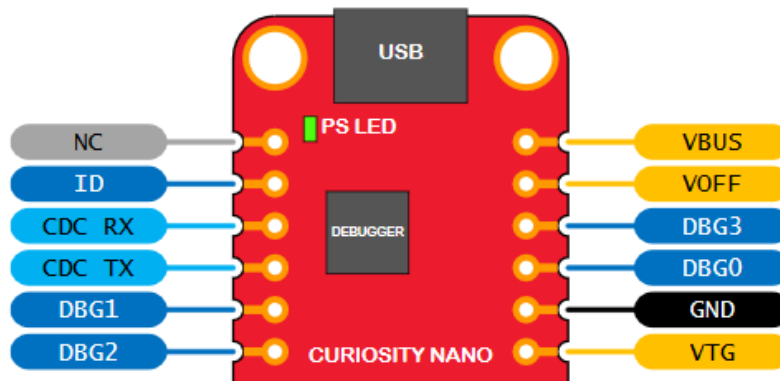 USB
PS LED
NC
VBUS
ID
VOFF
CDC RX
DEBUGGER
DBG3
CDC TX
DBG0
DBG1
GND
DBG2
CURIOSITY NANO
VTG